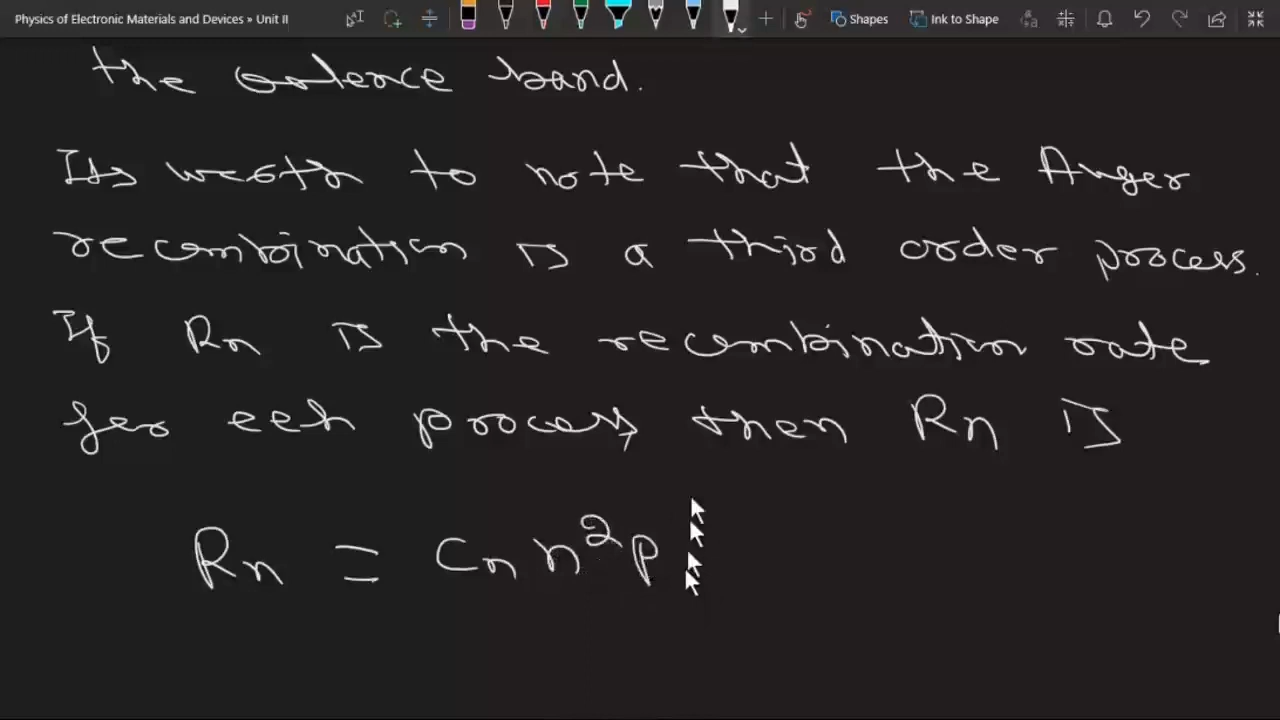 Physics of Electronic Materials and Devices » Unit II
Shapes
Ink to Shape
the valence band.
Its worth to note that the Auger
recombination is a third order process.
If Rn is the recombination rate
for eeh process, then Rn is
Rn = Cn n²p